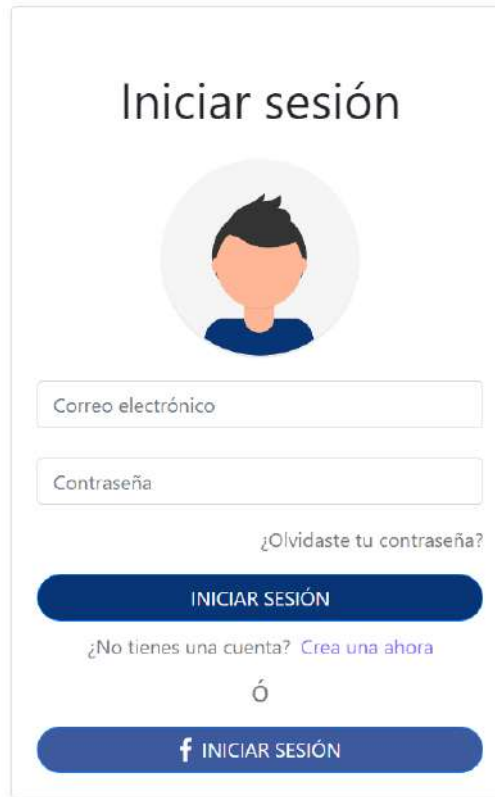 Iniciar sesión
Correo electrónico
Contraseña
¿Olvidaste tu contraseña?
INICIAR SESIÓN
¿No tienes una cuenta? Crea una ahora
Ó
f INICIAR SESIÓN